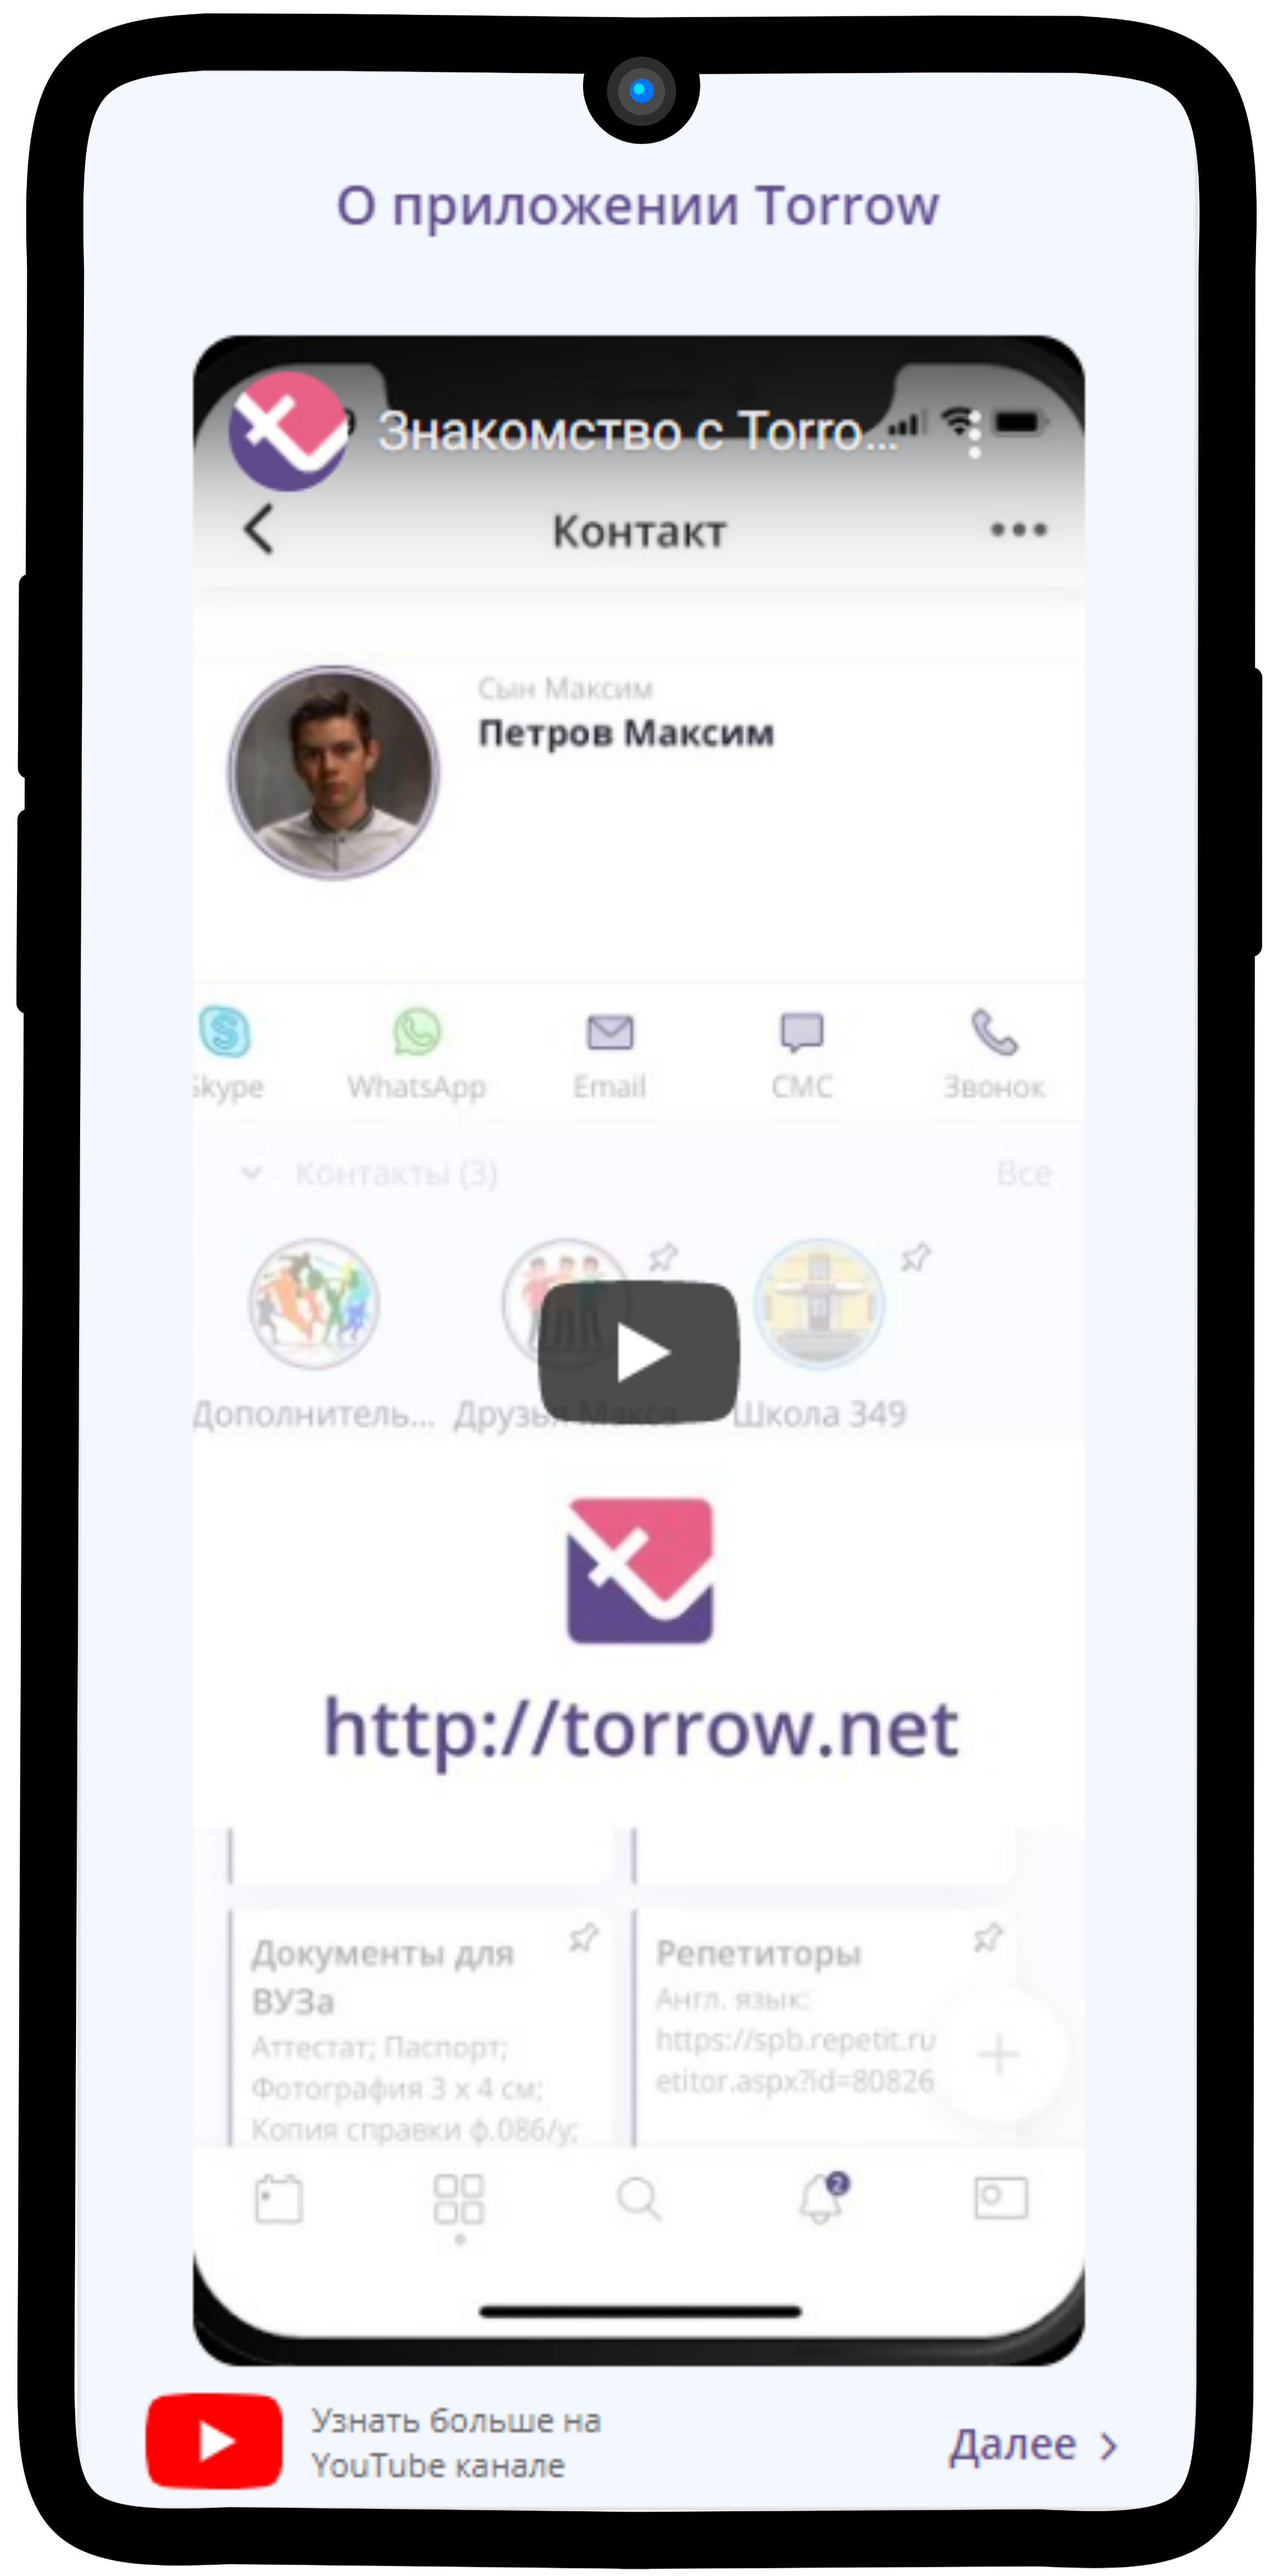 О приложении Torrow
Знакомство с Torro...
Контакт
Сын Максим
Петров Максим
Skype WhatsApp Email СМС Звонок
Контакты (3) Все
Дополнитель... Друзья Макса Школа 349
http://torrow.net
Документы для
ВУЗа
Аттестат; Паспорт;
Фотография 3 x 4 см;
Копия справки ф.086/у;
Репетиторы
Англ. язык:
https://spb.repetit.ru
etitor.aspx?id=80826
2
Узнать больше на
YouTube канале
Далее